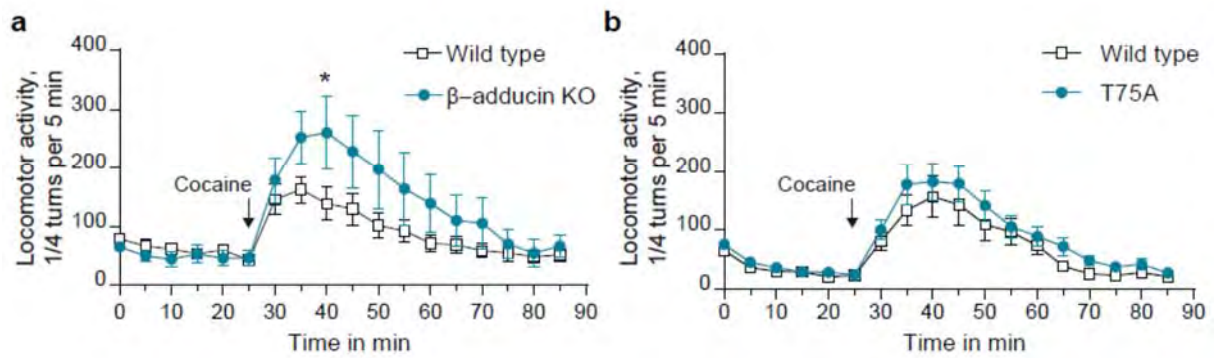 a
Locomotor activity,
1/4 turns per 5 min
400
300
200
100
0
Wild type
β–adducin KO
*
Cocaine
0 10 20 30 40 50 60 70 80 90
Time in min
b
Locomotor activity,
1/4 turns per 5 min
400
300
200
100
0
Wild type
T75A
Cocaine
0 10 20 30 40 50 60 70 80 90
Time in min